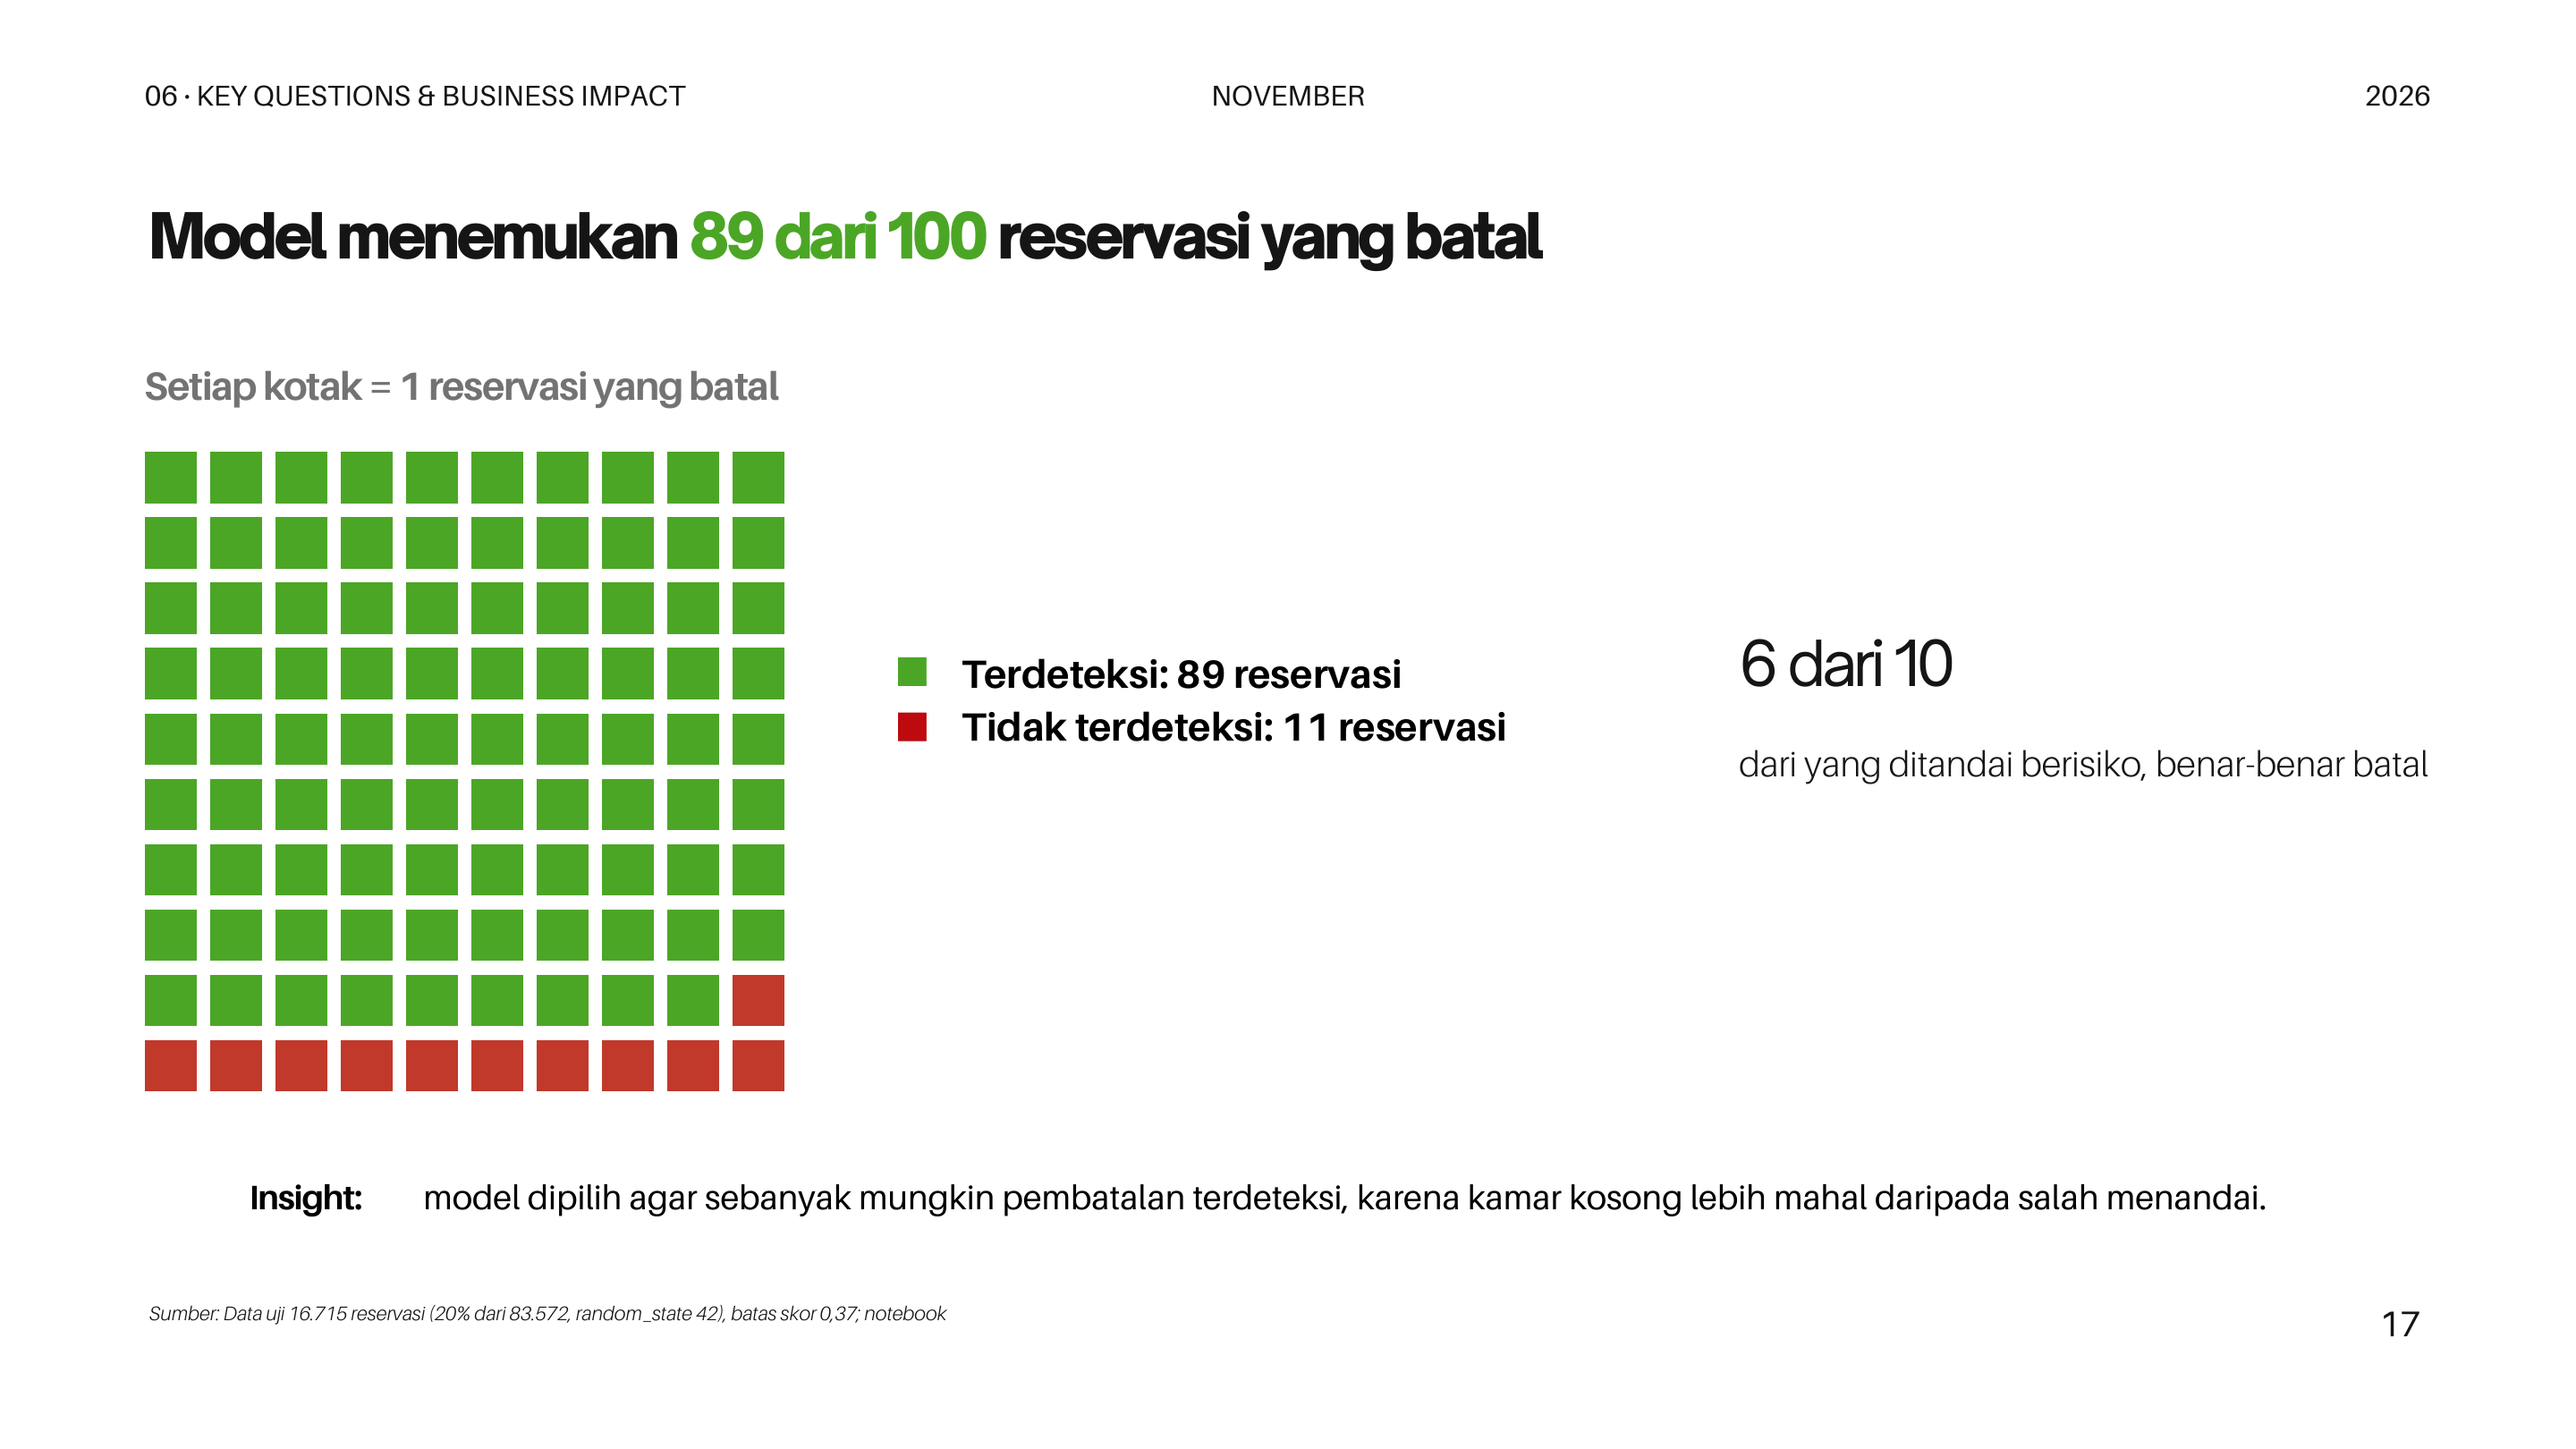 06 · KEY QUESTIONS & BUSINESS IMPACT
NOVEMBER
2026
Model menemukan 89 dari 100 reservasi yang batal
Setiap kotak = 1 reservasi yang batal
Terdeteksi: 89 reservasi
Tidak terdeteksi: 11 reservasi
6 dari 10
dari yang ditandai berisiko, benar-benar batal
Insight: model dipilih agar sebanyak mungkin pembatalan terdeteksi, karena kamar kosong lebih mahal daripada salah menandai.
Sumber: Data uji 16.715 reservasi (20% dari 83.572, random_state 42), batas skor 0,37; notebook
17